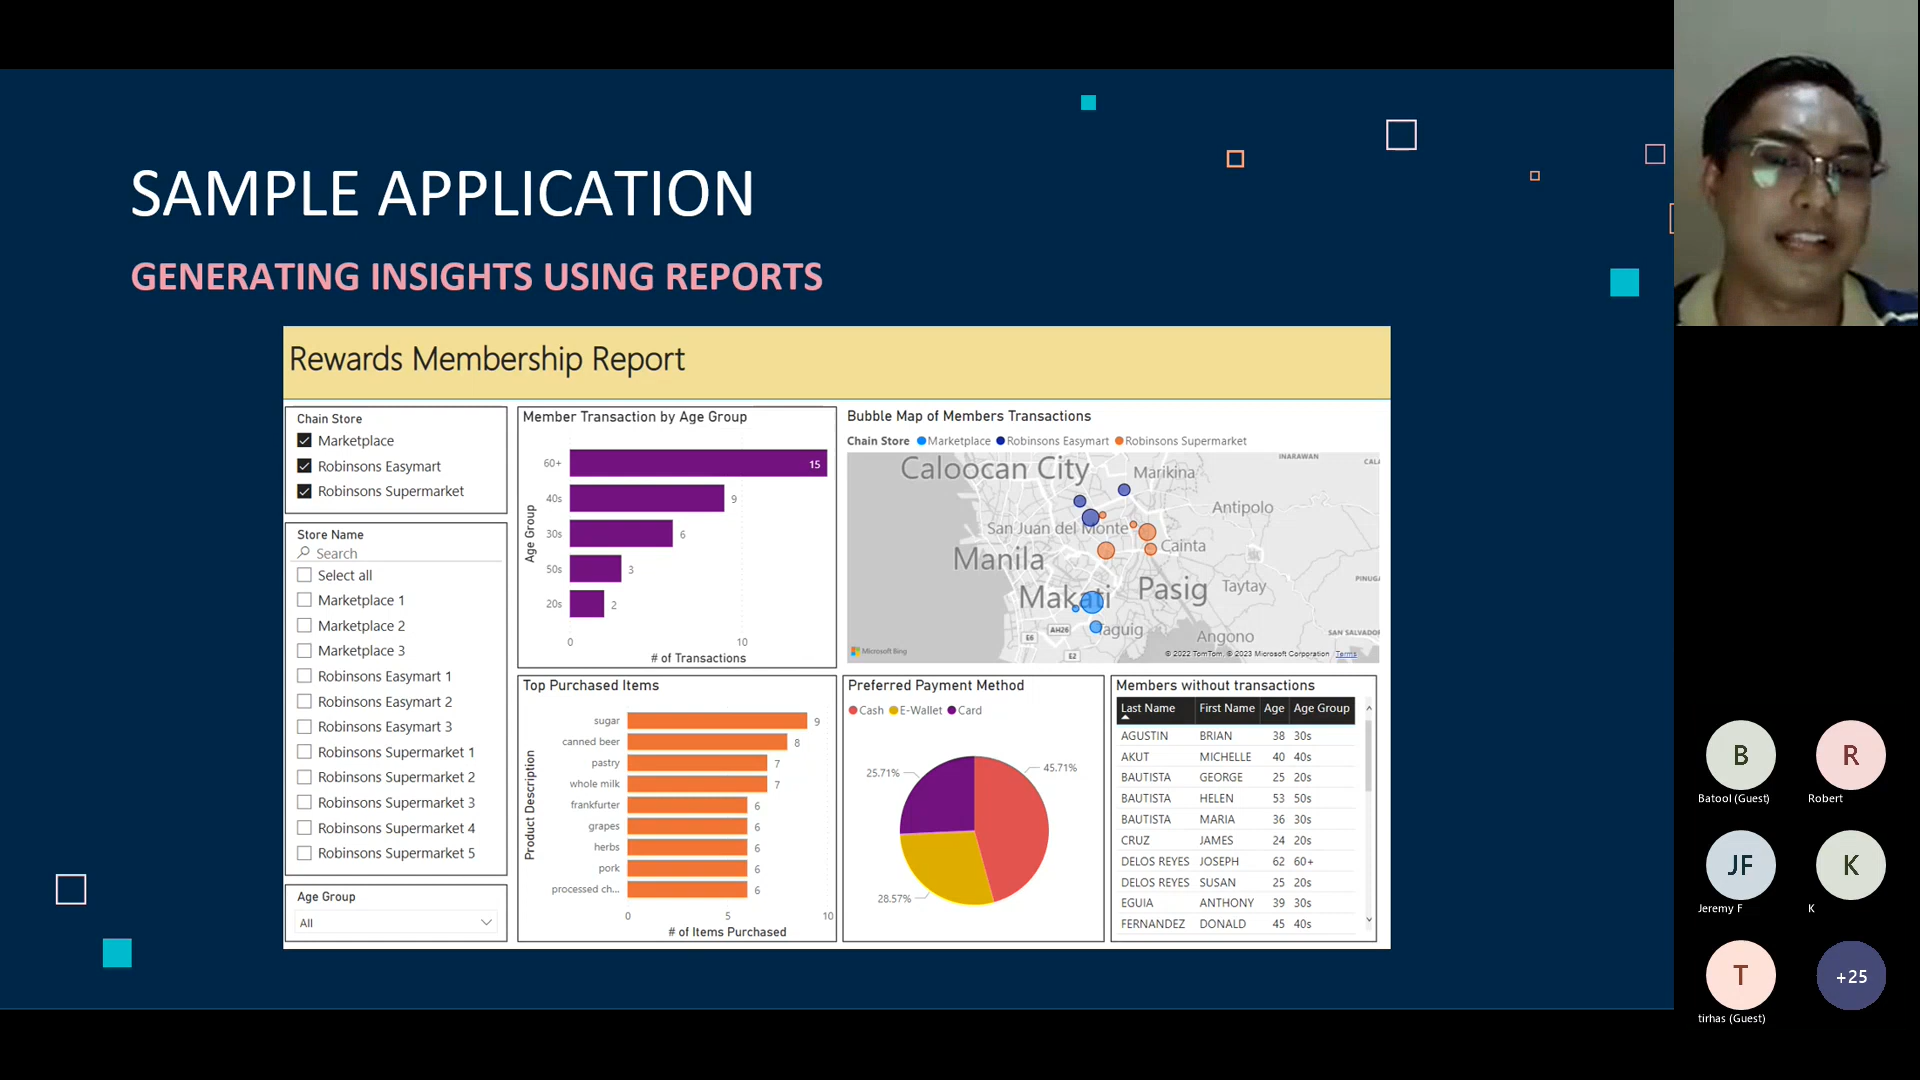 SAMPLE APPLICATION
GENERATING INSIGHTS USING REPORTS
Rewards Membership Report
Chain Store
Marketplace
Robinsons Easymart
Robinsons Supermarket
Store Name
Search
Select all
Marketplace 1
Marketplace 2
Marketplace 3
Robinsons Easymart 1
Robinsons Easymart 2
Robinsons Easymart 3
Robinsons Supermarket 1
Robinsons Supermarket 2
Robinsons Supermarket 3
Robinsons Supermarket 4
Robinsons Supermarket 5
Age Group
All
Member Transaction by Age Group
Age Group
60+ 15
40s 9
30s 6
50s 3
20s 2
0 10
# of Transactions
Bubble Map of Members Transactions
Chain Store Marketplace Robinsons Easymart Robinsons Supermarket
INARAWAN
Caloocan City
Marikina
Antipolo
San Juan del Monte
Cainta
Manila
Makati
Pasig
Taytay
Taguig
Angono
AH26
E6
E2
SAN SALVADOR
Microsoft Bing
© 2022 TomTom, © 2023 Microsoft Corporation Terms
Top Purchased Items
Product Description
sugar 9
canned beer 8
pastry 7
whole milk 7
frankfurter 6
grapes 6
herbs 6
pork 6
processed ch... 6
0 5 10
# of Items Purchased
Preferred Payment Method
Cash E-Wallet Card
25.71%
45.71%
28.57%
Members without transactions
Last Name First Name Age Age Group
AGUSTIN BRIAN 38 30s
AKUT MICHELLE 40 40s
BAUTISTA GEORGE 25 20s
BAUTISTA HELEN 53 50s
BAUTISTA MARIA 36 30s
CRUZ JAMES 24 20s
DELOS REYES JOSEPH 62 60+
DELOS REYES SUSAN 25 20s
EGUIA ANTHONY 39 30s
FERNANDEZ DONALD 45 40s
B
Batool (Guest)
R
Robert
JF
Jeremy F
K
K
T
tirhas (Guest)
+25